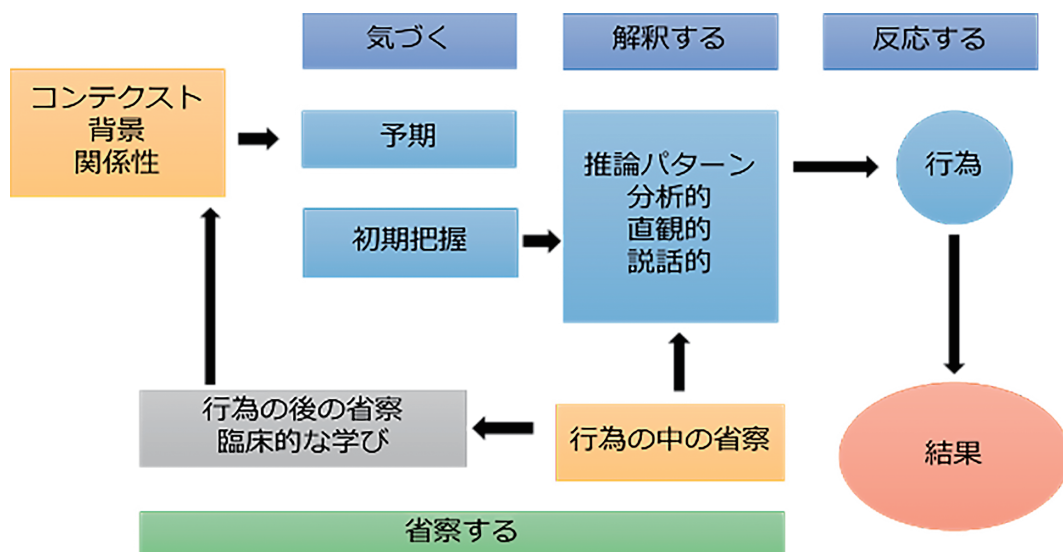 気づく
解釈する
反応する
コンテクスト
背景
関係性
予期
初期把握
推論パターン
分析的
直観的
説話的
行為
行為の後の省察
臨床的な学び
行為の中の省察
結果
省察する